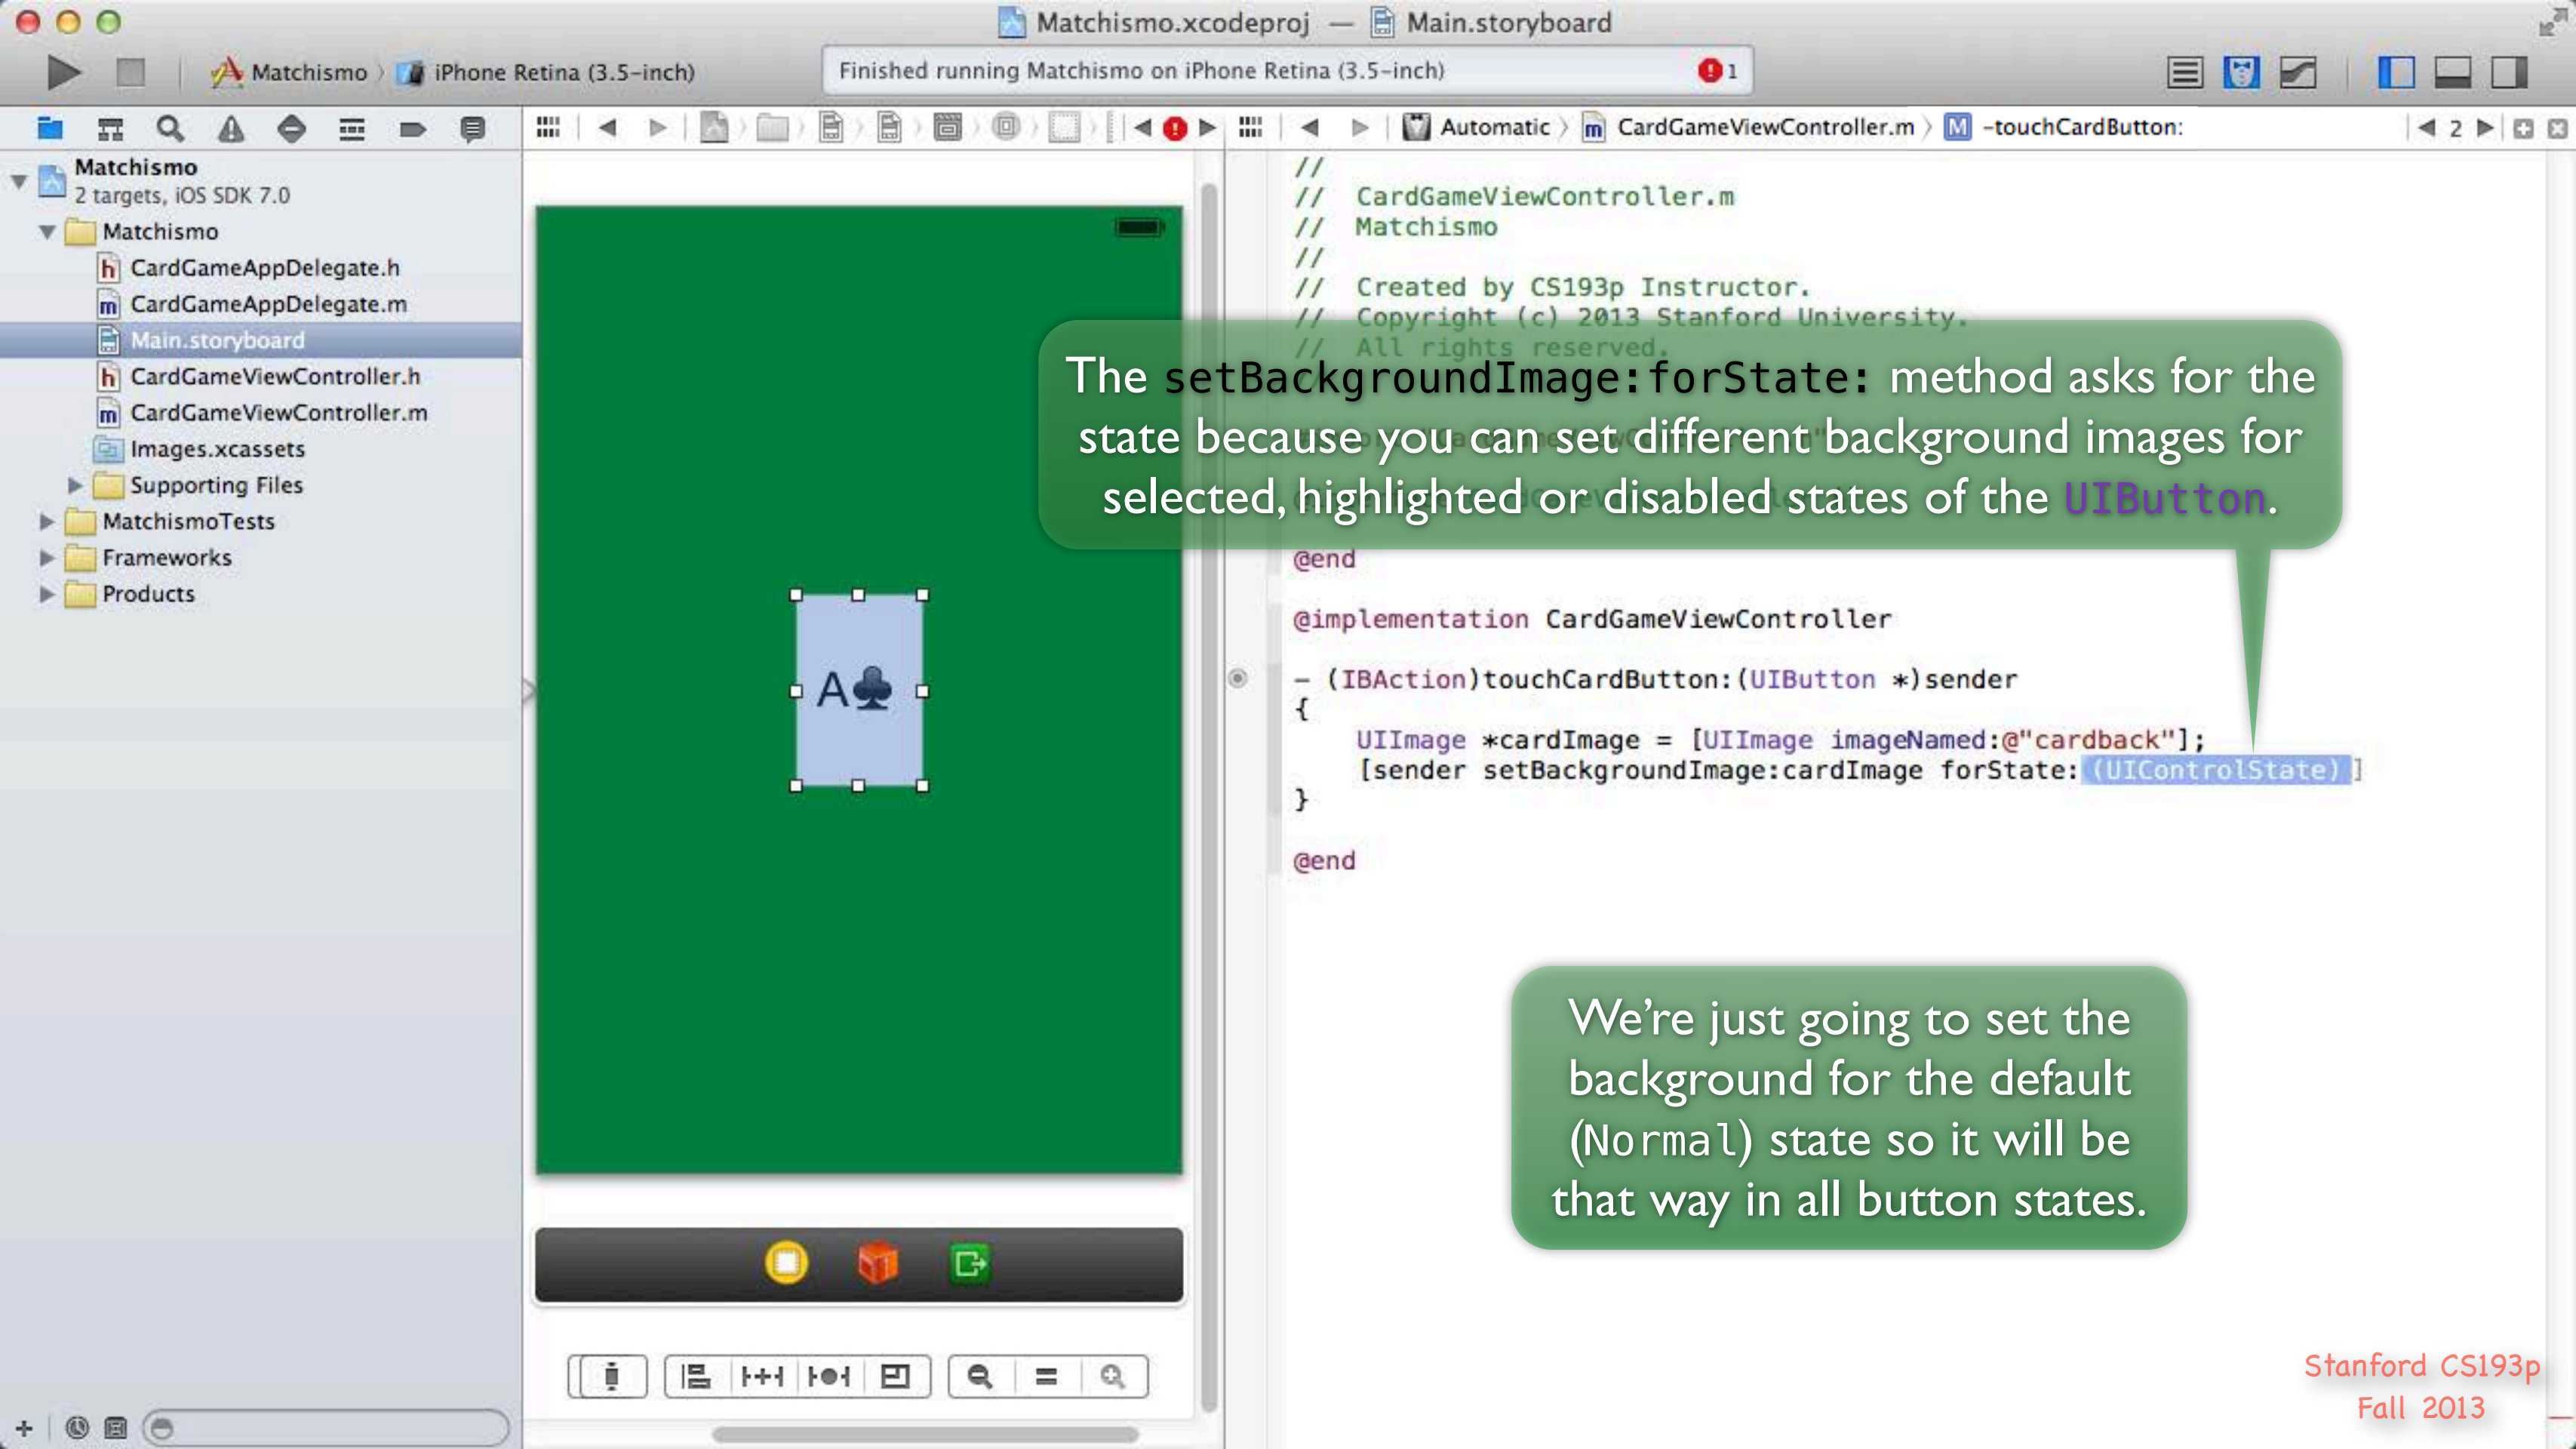 Matchismo.xcodeproj — Main.storyboard
Matchismo
iPhone Retina (3.5-inch)
Finished running Matchismo on iPhone Retina (3.5-inch)
1
Automatic
CardGameViewController.m
M
-touchCardButton:
2
Matchismo
2 targets, iOS SDK 7.0
Matchismo
h CardGameAppDelegate.h
m CardGameAppDelegate.m
Main.storyboard
h CardGameViewController.h
m CardGameViewController.m
Images.xcassets
Supporting Files
MatchismoTests
Frameworks
Products
A♣
//
// CardGameViewController.m
// Matchismo
//
// Created by CS193p Instructor.
// Copyright (c) 2013 Stanford University.
// All rights reserved.
The setBackgroundImage:forState: method asks for the
state because you can set different background images for
selected, highlighted or disabled states of the UIButton.
@end
@implementation CardGameViewController
- (IBAction)touchCardButton:(UIButton *)sender
{
UIImage *cardImage = [UIImage imageNamed:@"cardback"];
[sender setBackgroundImage:cardImage forState:(UIControlState)]
}
@end
We're just going to set the
background for the default
(Normal) state so it will be
that way in all button states.
Stanford CS193p
Fall 2013